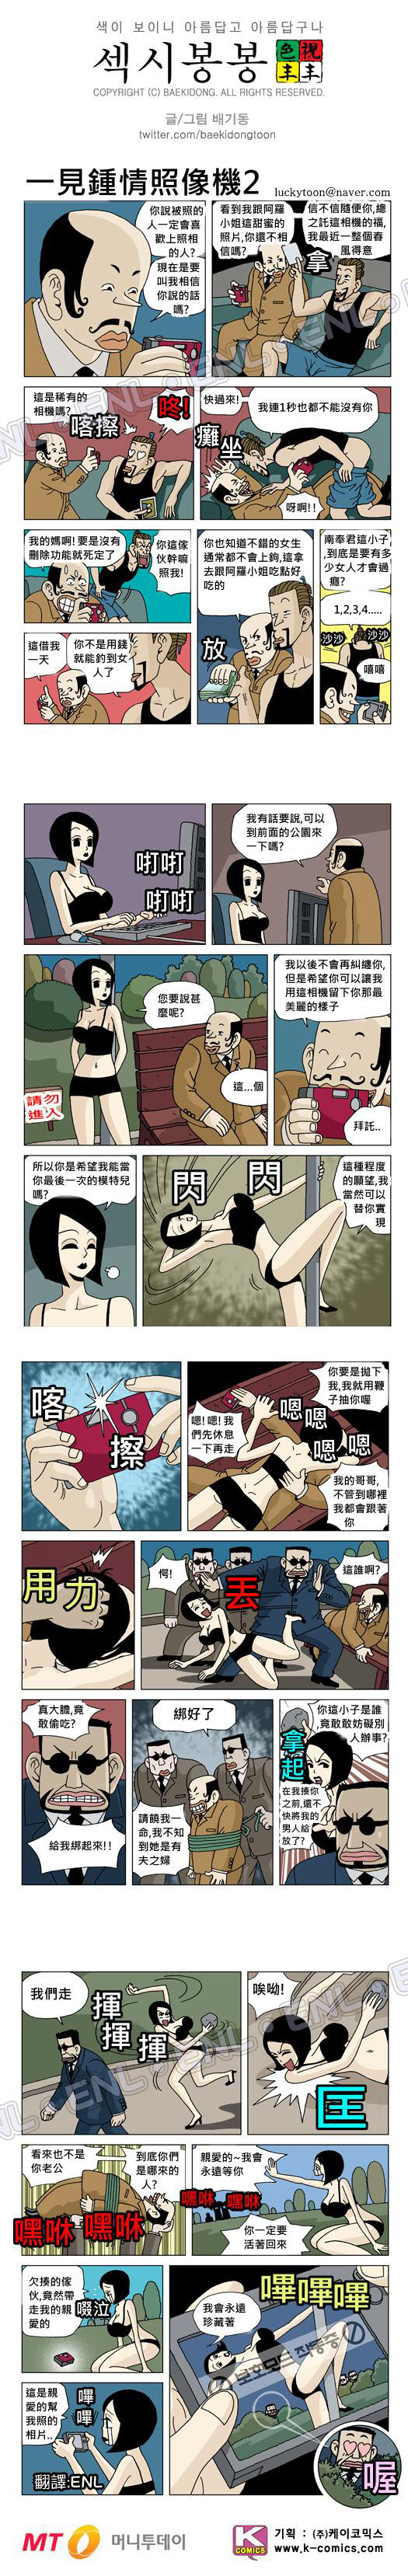 색이 보이니 아름답고 아름답구나
섹시봉봉
色視
主主
COPYRIGHT (C) BAEKIDONG. ALL RIGHTS RESERVED.
글/그림 배기동
twitter.com/baekidongtoon
一見鍾情照像機2
luckytoon@naver.com
你說被照的
人一定會喜
歡上照相
的人?
現在是要
叫我相信
你說的話
嗎?
看到我跟阿羅
小姐這甜蜜的
照片,你還不相
信嗎?
信不信隨便你,總
之託這相機的福,
我最近一整個春
風得意
拿
這是稀有的
相機嗎?
喀擦
咚!
快過來!
我連1秒也都不能沒有你
癱
坐
呀啊!!
我的媽啊!要是沒有
刪除功能就死定了
你這傢
伙幹嘛
照我!
你也知道不錯的女生
通常都不會上鉤,這拿
去跟阿羅小姐吃點好
吃的
放
南奉君這小子
,到底是要有多
少女人才會過
癮?
1,2,3,4.....
沙沙
沙沙
嘻嘻
這借我
一天
你不是用錢
就能釣到女
人了
咑咑
咑咑
我有話要說,可以
到前面的公園來
一下嗎?
您要說甚
麼呢?
這...個
請勿
進入
我以後不會再糾纏你,
但是希望你可以讓我
用這相機留下你那最
美麗的樣子
拜託..
所以你是希望我能當
你最後一次的模特兒
嗎?
閃
閃
這種程度
的願望,我
當然可以
替你實
現
喀
擦
你要是拋下
我,我就用鞭
子抽你喔
嗯!嗯!我
們先休息
一下再走
嗯嗯
嗯嗯
我的哥哥,
不管到哪裡
我都會跟著
你
用力
愕!
丟
這誰啊?
真大膽,竟
敢偷吃?
給我綁起來!!
綁好了
請饒我一
命,我不知
到她是有
夫之婦
你這小子是誰
,竟敢敢妨礙別
人辦事?
拿
起
在我揍你
之前,還不
快將我的
男人給
放了?
我們走
揮
揮
揮
唉呦!
匡
看來也不是
你老公
到底你們
是哪來的
人?
嘿咻 嘿咻
親愛的~我會
永遠等你
嘿咻 嘿咻
你一定要
活著回來
欠揍的傢
伙,竟然帶
走我的親
愛的
啜泣
嗶嗶嗶
我會永遠
珍藏著
這是親
愛的幫
我照的
相片..
嗶
嗶
翻譯:ENL
喔
MT 머니투데이
K COMICS
기획 : (주)케이코믹스
www.k-comics.com